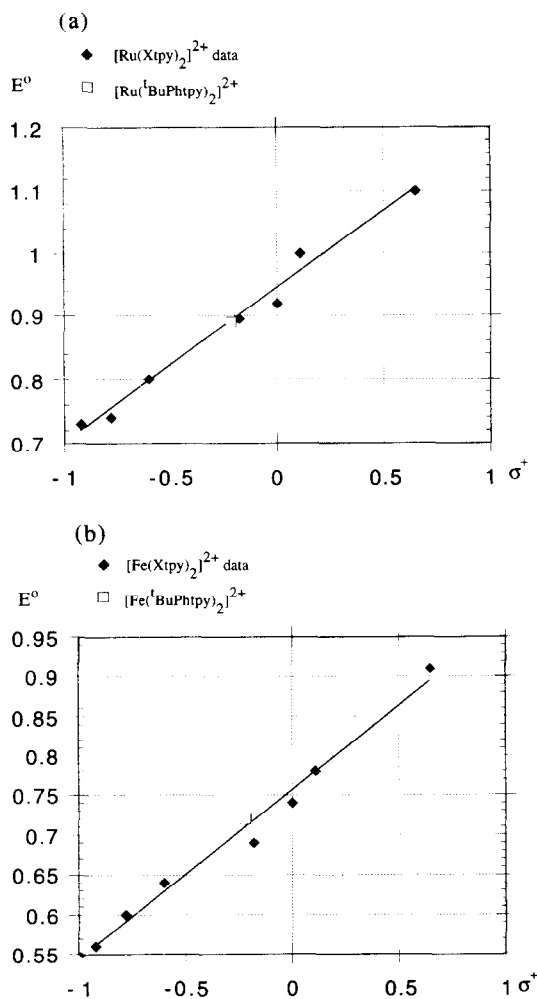 (a)
◆ [Ru(Xtpy)₂]²⁺ data
□ [Ru(ᵗBuPhtpy)₂]²⁺
E°
1.2
1.1
1
0.9
0.8
0.7
-1 -0.5 0 0.5 1 σ⁺
(b)
◆ [Fe(Xtpy)₂]²⁺ data
□ [Fe(ᵗBuPhtpy)₂]²⁺
E°
0.95
0.9
0.85
0.8
0.75
0.7
0.65
0.6
0.55
-1 -0.5 0 0.5 1 σ⁺